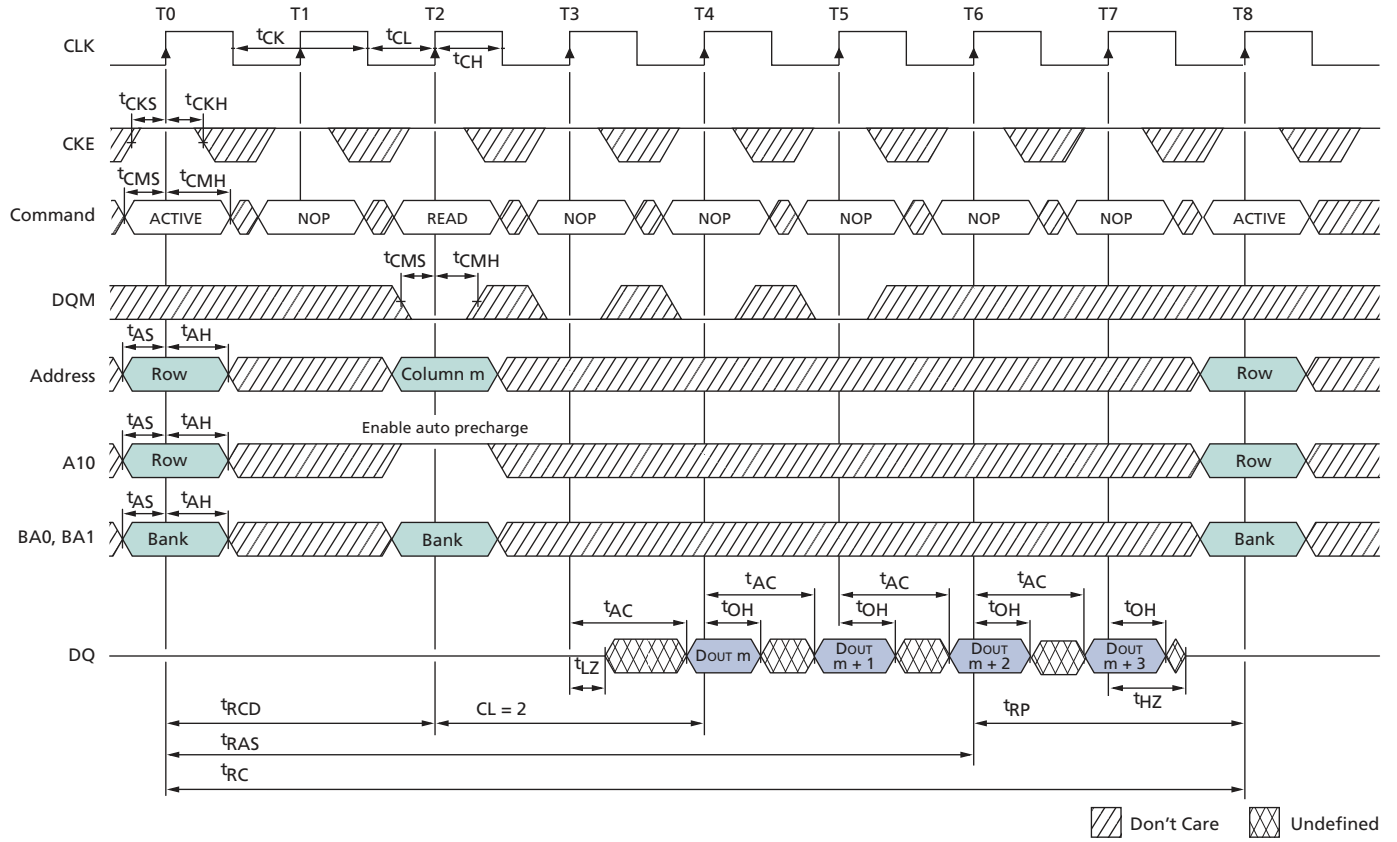 T0 T1 T2 T3 T4 T5 T6 T7 T8
CLK
tCK tCL
tCH
tCKS tCKH
CKE
tCMS tCMH
Command ACTIVE NOP READ NOP NOP NOP NOP NOP ACTIVE
tCMS tCMH
DQM
tAS tAH
Address Row Column m Row
tAS tAH
Enable auto precharge
A10 Row Row
tAS tAH
BA0, BA1 Bank Bank Bank
tAC tAC tAC
tAC tOH tOH tOH tOH
DQ DOUT m DOUT m + 1 DOUT m + 2 DOUT m + 3
tLZ
tHZ
tRCD CL = 2 tRP
tRAS
tRC
Don't Care Undefined